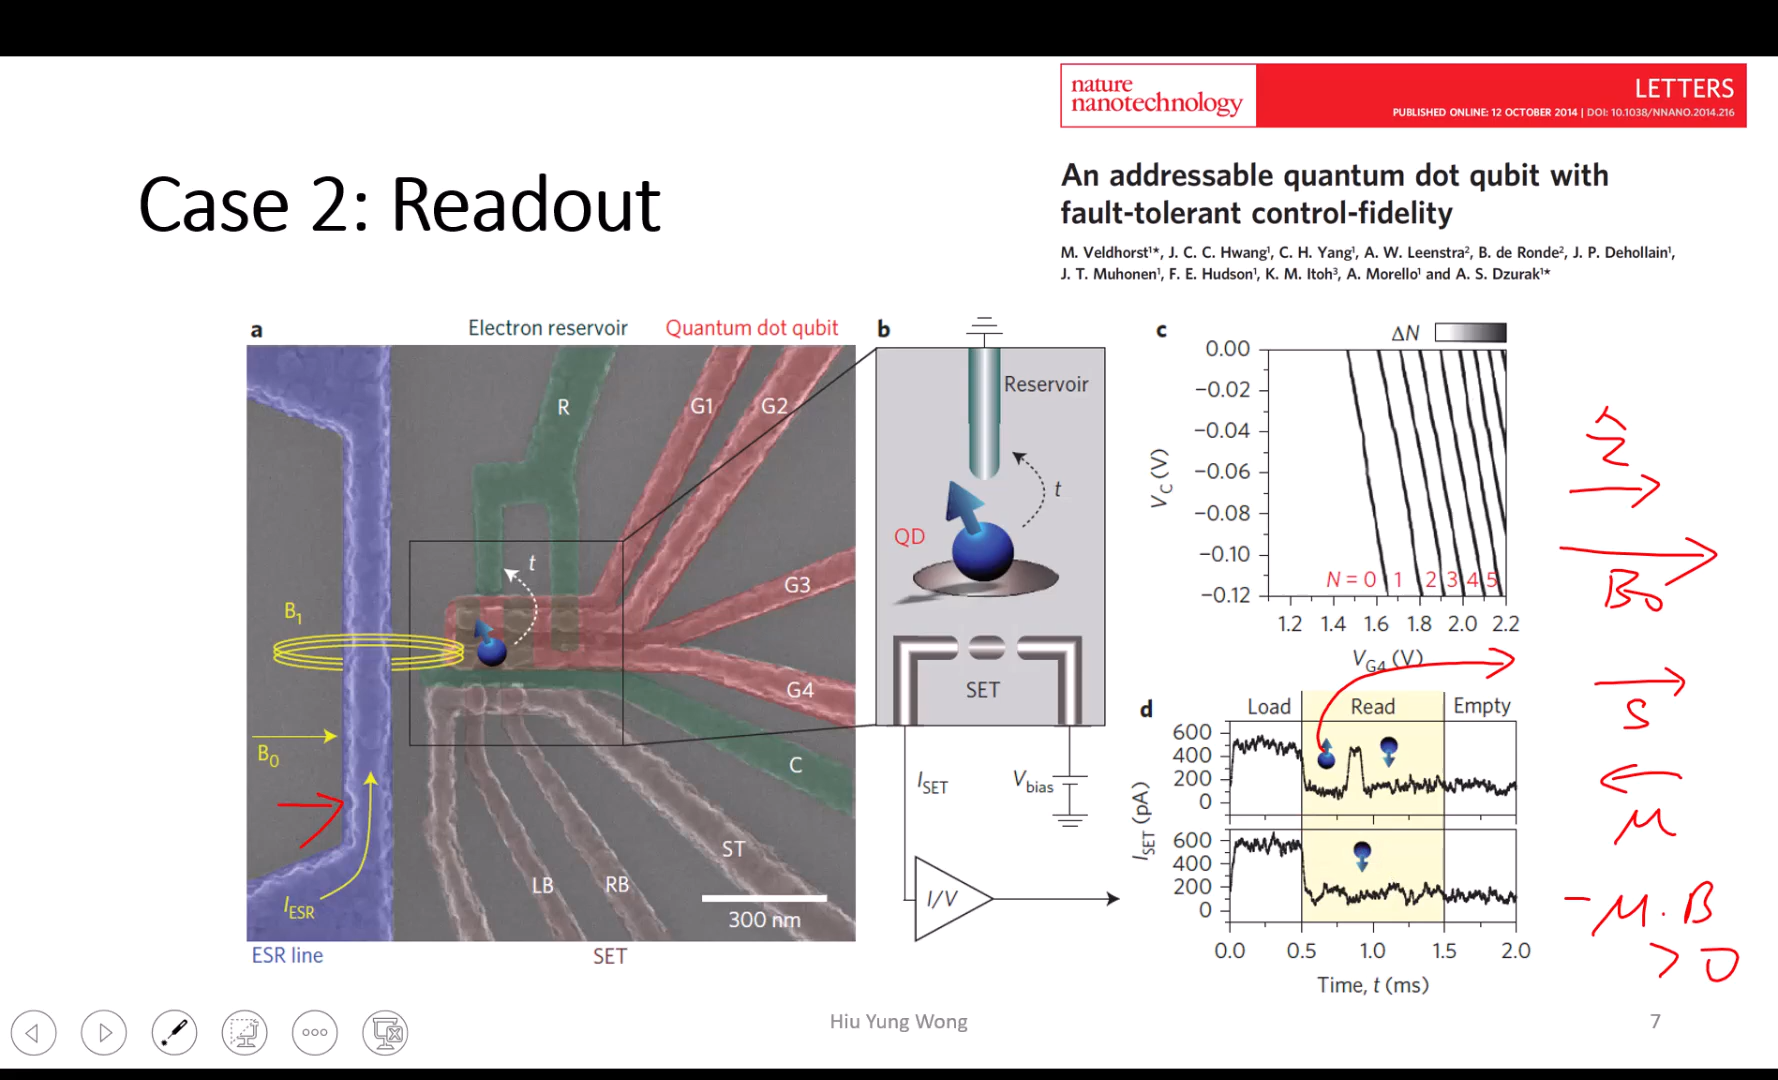 nature
nanotechnology
LETTERS
PUBLISHED ONLINE: 12 OCTOBER 2014 | DOI: 10.1038/NNANO.2014.216
Case 2: Readout
An addressable quantum dot qubit with
fault-tolerant control-fidelity
M. Veldhorst¹*, J. C. C. Hwang¹, C. H. Yang¹, A. W. Leenstra², B. de Ronde², J. P. Dehollain¹,
J. T. Muhonen¹, F. E. Hudson¹, K. M. Itoh³, A. Morello¹ and A. S. Dzurak¹*
a
Electron reservoir
Quantum dot qubit
R
G1
G2
t
G3
B₁
G4
B₀
C
ST
LB
RB
I_ESR
300 nm
ESR line
SET
b
Reservoir
t
QD
SET
I_SET
V_bias
I/V
c
ΔN
0.00
−0.02
−0.04
−0.06
−0.08
−0.10
−0.12
V_C (V)
N = 0 1 2 3 4 5
1.2 1.4 1.6 1.8 2.0 2.2
V_G4 (V)
d
Load Read Empty
600
400
200
0
600
400
200
0
I_SET (pA)
0.0 0.5 1.0 1.5 2.0
Time, t (ms)
ẑ
B₀
S
μ
−μ·B
> 0
Hiu Yung Wong
7